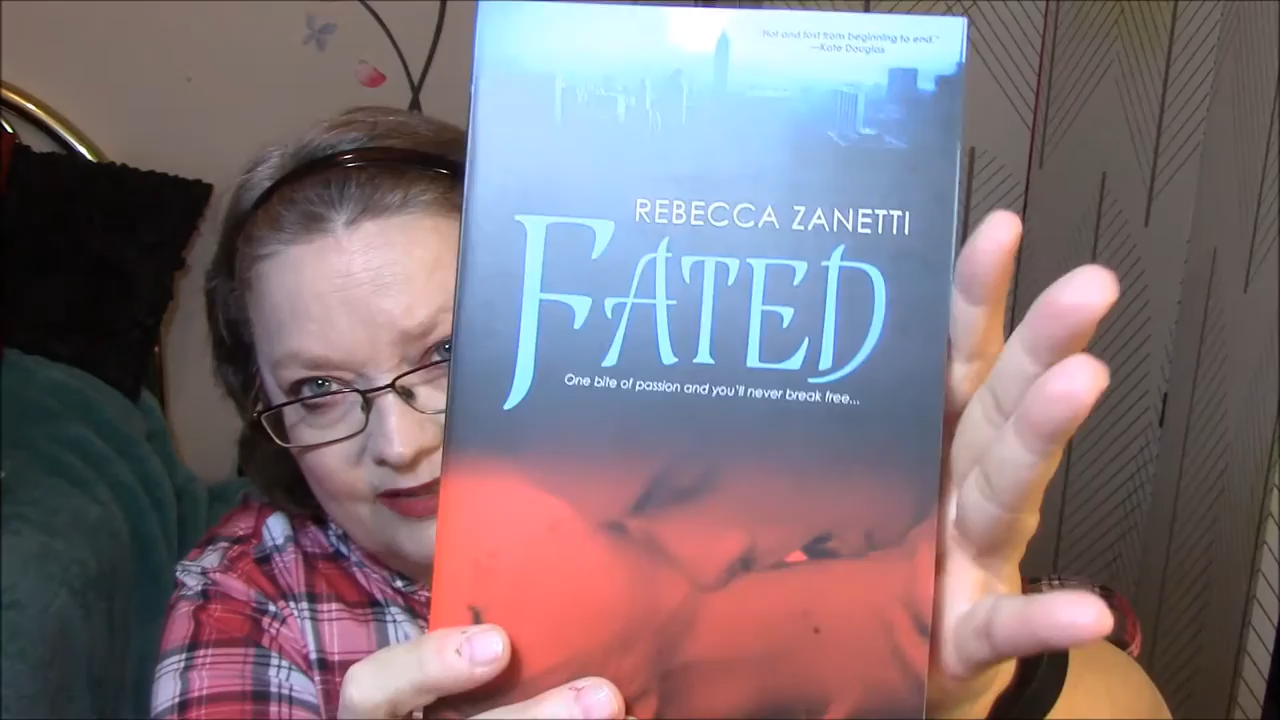 "Hot and fast from beginning to end."
—Kate Douglas
REBECCA ZANETTI
FATED
One bite of passion and you'll never break free...